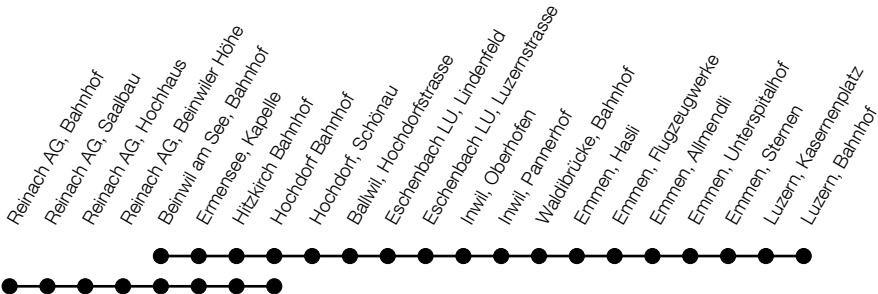 Reinach AG, Bahnhof
Reinach AG, Saalbau
Reinach AG, Hochhaus
Reinach AG, Beinwiler Höhe
Beinwil am See, Bahnhof
Ermensee, Kapelle
Hitzkirch Bahnhof
Hochdorf Bahnhof
Hochdorf, Schönau
Ballwil, Hochdorfstrasse
Eschenbach LU, Lindenfeld
Eschenbach LU, Luzernstrasse
Inwil, Oberhofen
Inwil, Pannerhof
Waldibrücke, Bahnhof
Emmen, Hasli
Emmen, Flugzeugwerke
Emmen, Allmendli
Emmen, Unterspitalhof
Emmen, Sternen
Luzern, Kasernenplatz
Luzern, Bahnhof